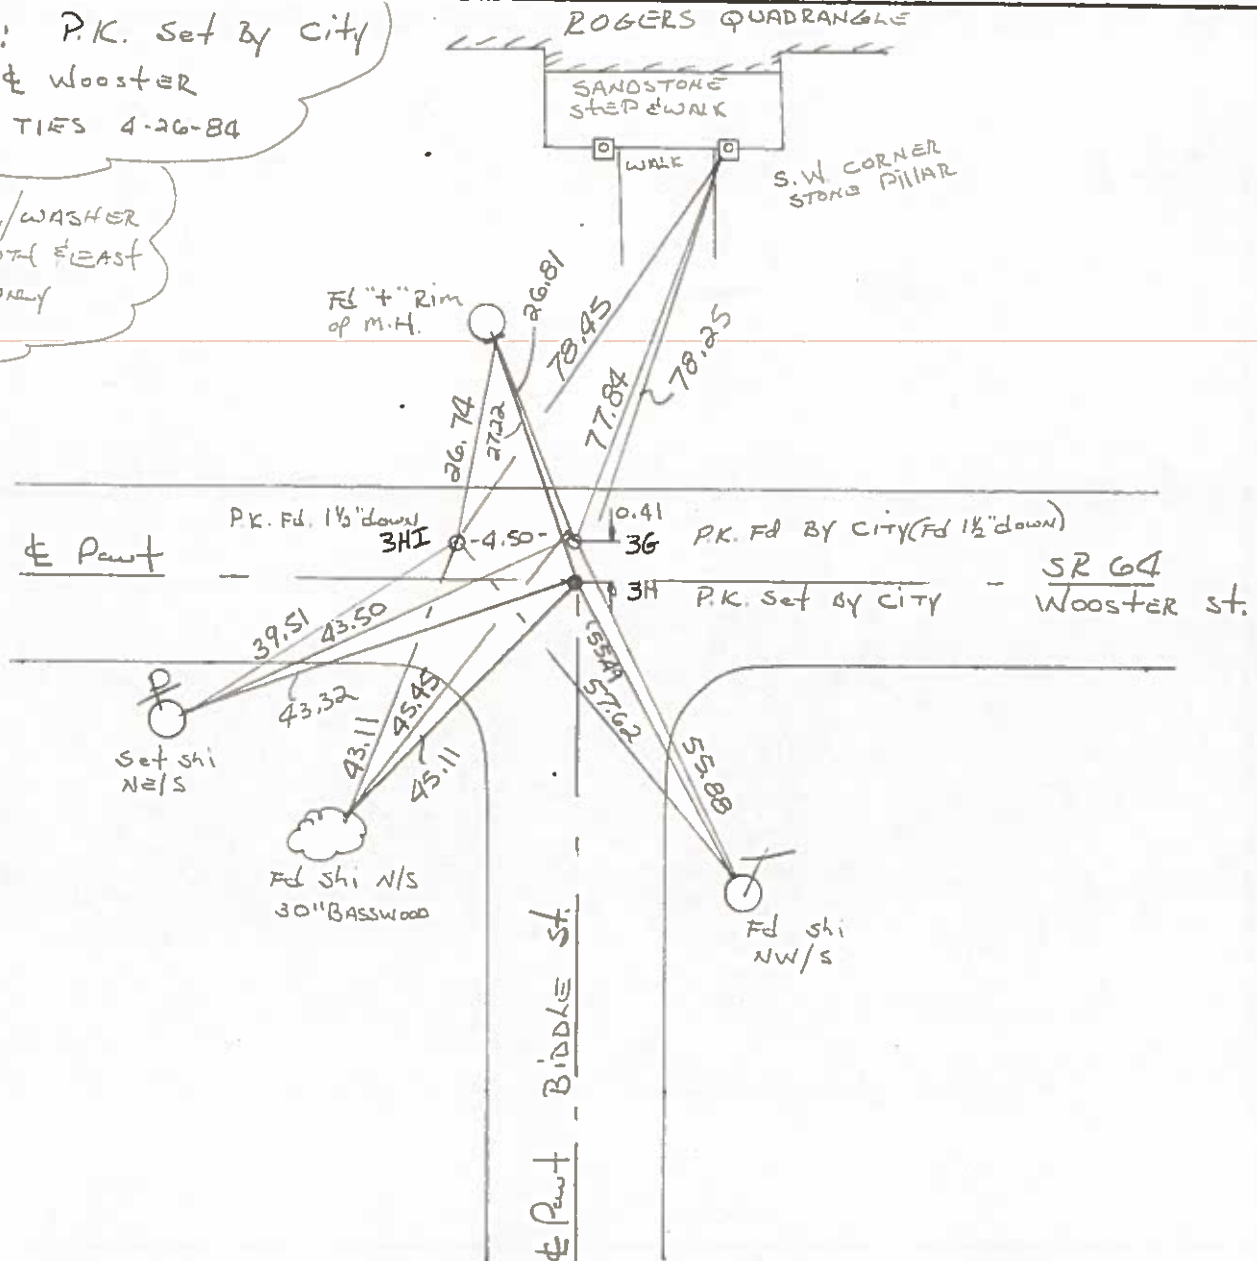 : P.K. Set By City
℄ Wooster
TIES 4-26-84
/WASHER
& EAST
ROGERS QUADRANGLE
SANDSTONE
STEP & WALK
WALK
S.W. CORNER
STONE PILLAR
Fd "+" Rim
of M.H.
26.81
78.45
78.25
77.84
26.74
27.22
P.K. Fd. 1½" down
3HI
-4.50-
0.41
3G
P.K. Fd By City (Fd 1½" down)
℄ Pavt
3H
P.K. Set By City
SR 64
Wooster St.
39.51
43.50
43.32
55.49
57.62
43.11
45.45
45.11
55.88
P
Set Shi
NE/S
Fd Shi N/S
30" BASSWOOD
Fd Shi
NW/S
℄ Pavt - BIDDLE St.